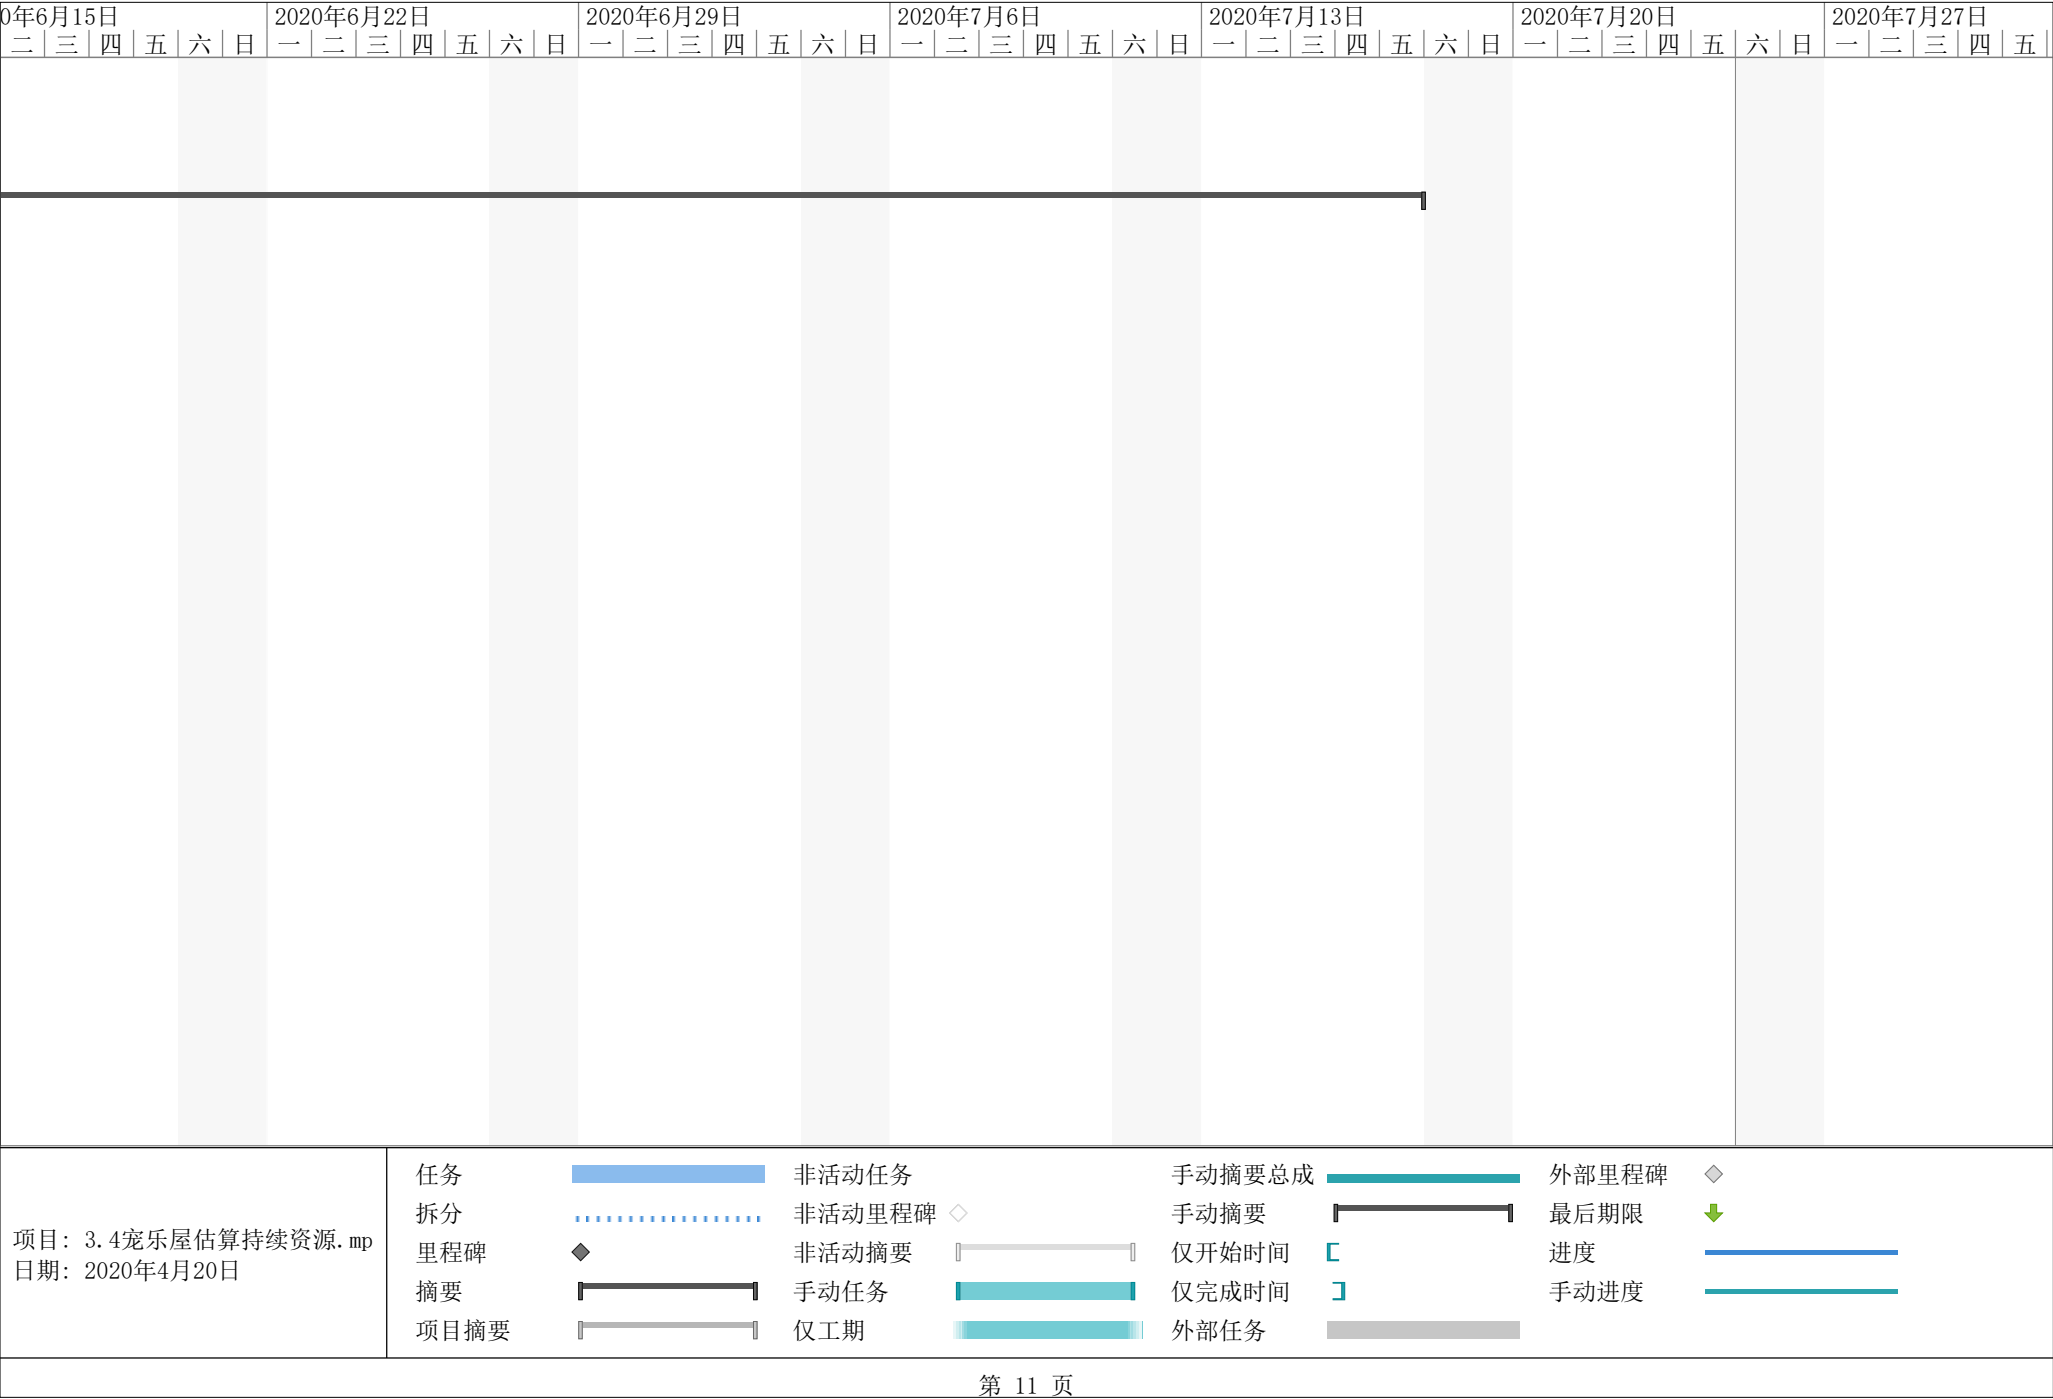 0年6月15日 2020年6月22日 2020年6月29日 2020年7月6日 2020年7月13日 2020年7月20日 2020年7月27日
二 三 四 五 六 日 一 二 三 四 五 六 日 一 二 三 四 五 六 日 一 二 三 四 五 六 日 一 二 三 四 五 六 日 一 二 三 四 五 六 日 一 二 三 四 五
项目: 3.4宠乐屋估算持续资源.mp
日期: 2020年4月20日
任务 非活动任务 手动摘要总成 外部里程碑
拆分 非活动里程碑 手动摘要 最后期限
里程碑 非活动摘要 仅开始时间 进度
摘要 手动任务 仅完成时间 手动进度
项目摘要 仅工期 外部任务
第 11 页